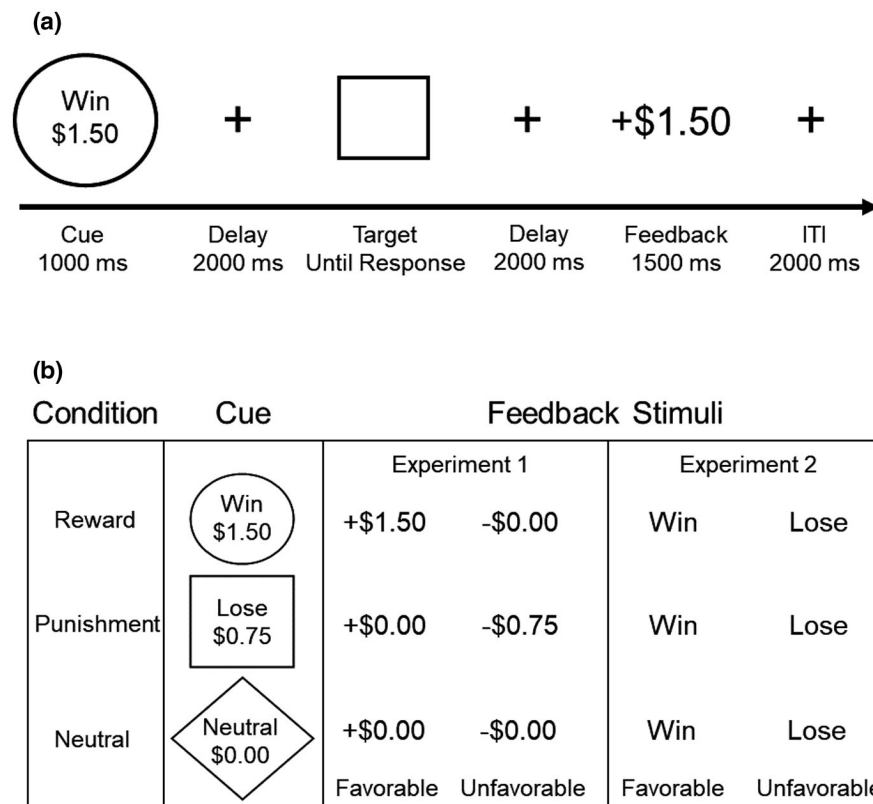 (a)
Win
$1.50
+ + +$1.50 +
Cue Delay Target Delay Feedback ITI
1000 ms 2000 ms Until Response 2000 ms 1500 ms 2000 ms
(b)
Condition Cue Feedback Stimuli
Experiment 1 Experiment 2
Reward Win $1.50 +$1.50 -$0.00 Win Lose
Punishment Lose $0.75 +$0.00 -$0.75 Win Lose
Neutral Neutral $0.00 +$0.00 -$0.00 Win Lose
Favorable Unfavorable Favorable Unfavorable